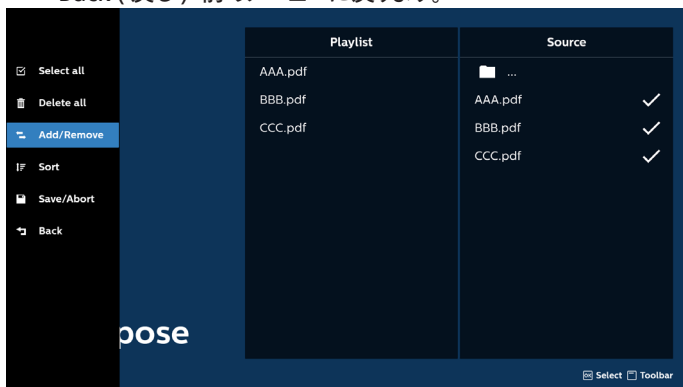 Playlist Source
Select all
Delete all
Add/Remove
Sort
Save/Abort
Back
AAA.pdf
BBB.pdf
CCC.pdf
...
AAA.pdf
BBB.pdf
CCC.pdf
pose
OK Select Toolbar